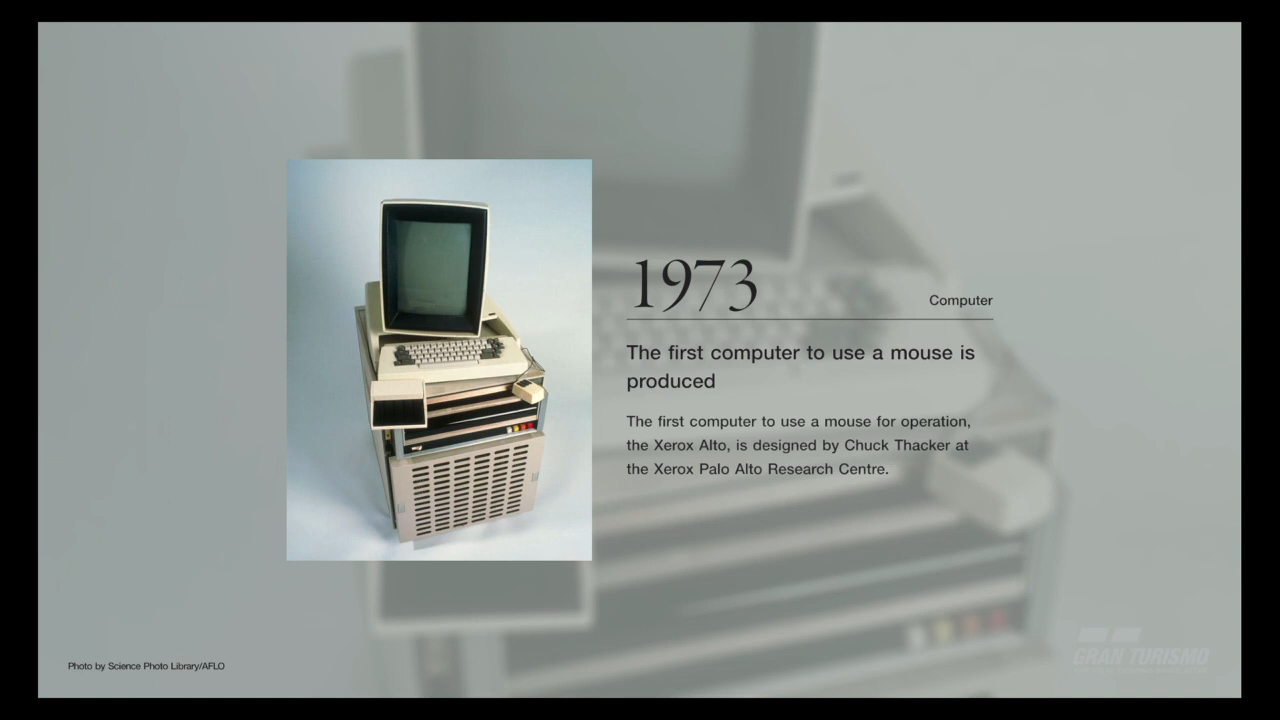 1973
Computer
The first computer to use a mouse is
produced
The first computer to use a mouse for operation,
the Xerox Alto, is designed by Chuck Thacker at
the Xerox Palo Alto Research Centre.
Photo by Science Photo Library/AFLO
GRAN TURISMO